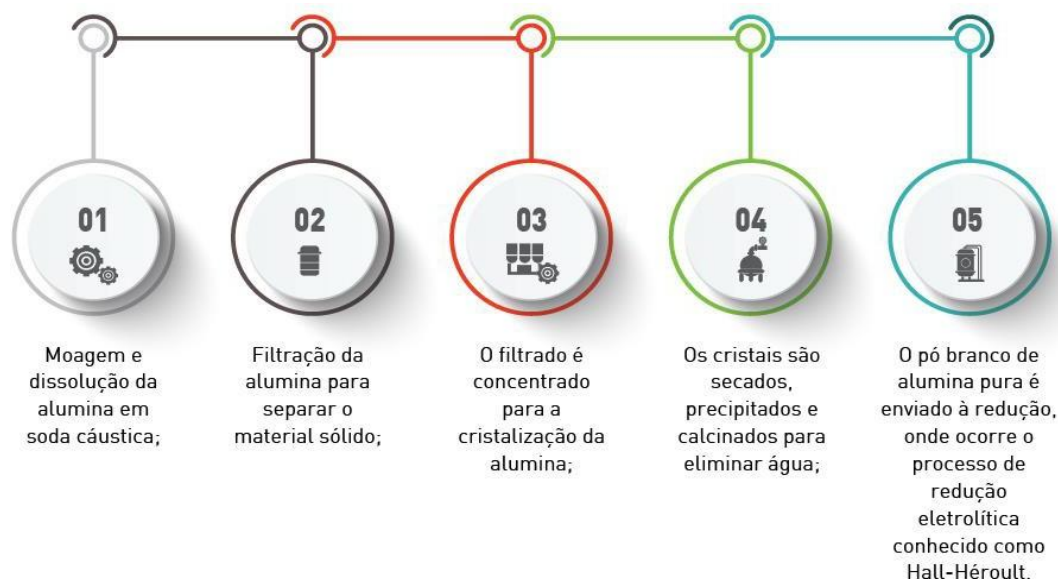 01
Moagem e
dissolução da
alumina em
soda cáustica;
02
Filtração da
alumina para
separar o
material sólido;
03
O filtrado é
concentrado
para a
cristalização da
alumina;
04
Os cristais são
secados,
precipitados e
calcinados para
eliminar água;
05
O pó branco de
alumina pura é
enviado à redução,
onde ocorre o
processo de
redução
eletrolítica
conhecido como
Hall-Héroult.